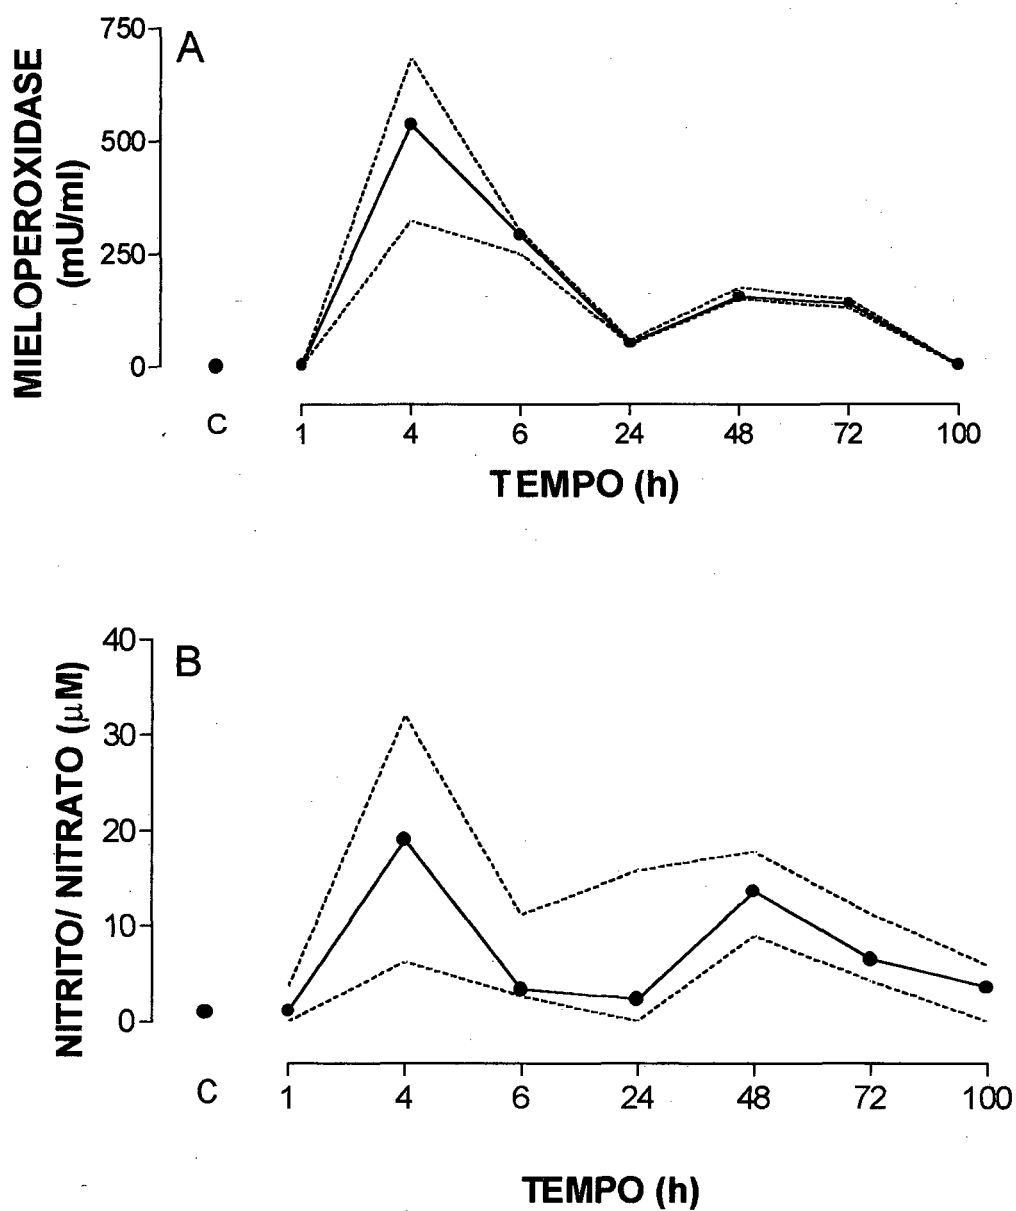 A
MIELOPEROXIDASE
(mU/ml)
750
500
250
0
C
1 4 6 24 48 72 100
TEMPO (h)
B
NITRITO/ NITRATO (μM)
40
30
20
10
0
C
1 4 6 24 48 72 100
TEMPO (h)